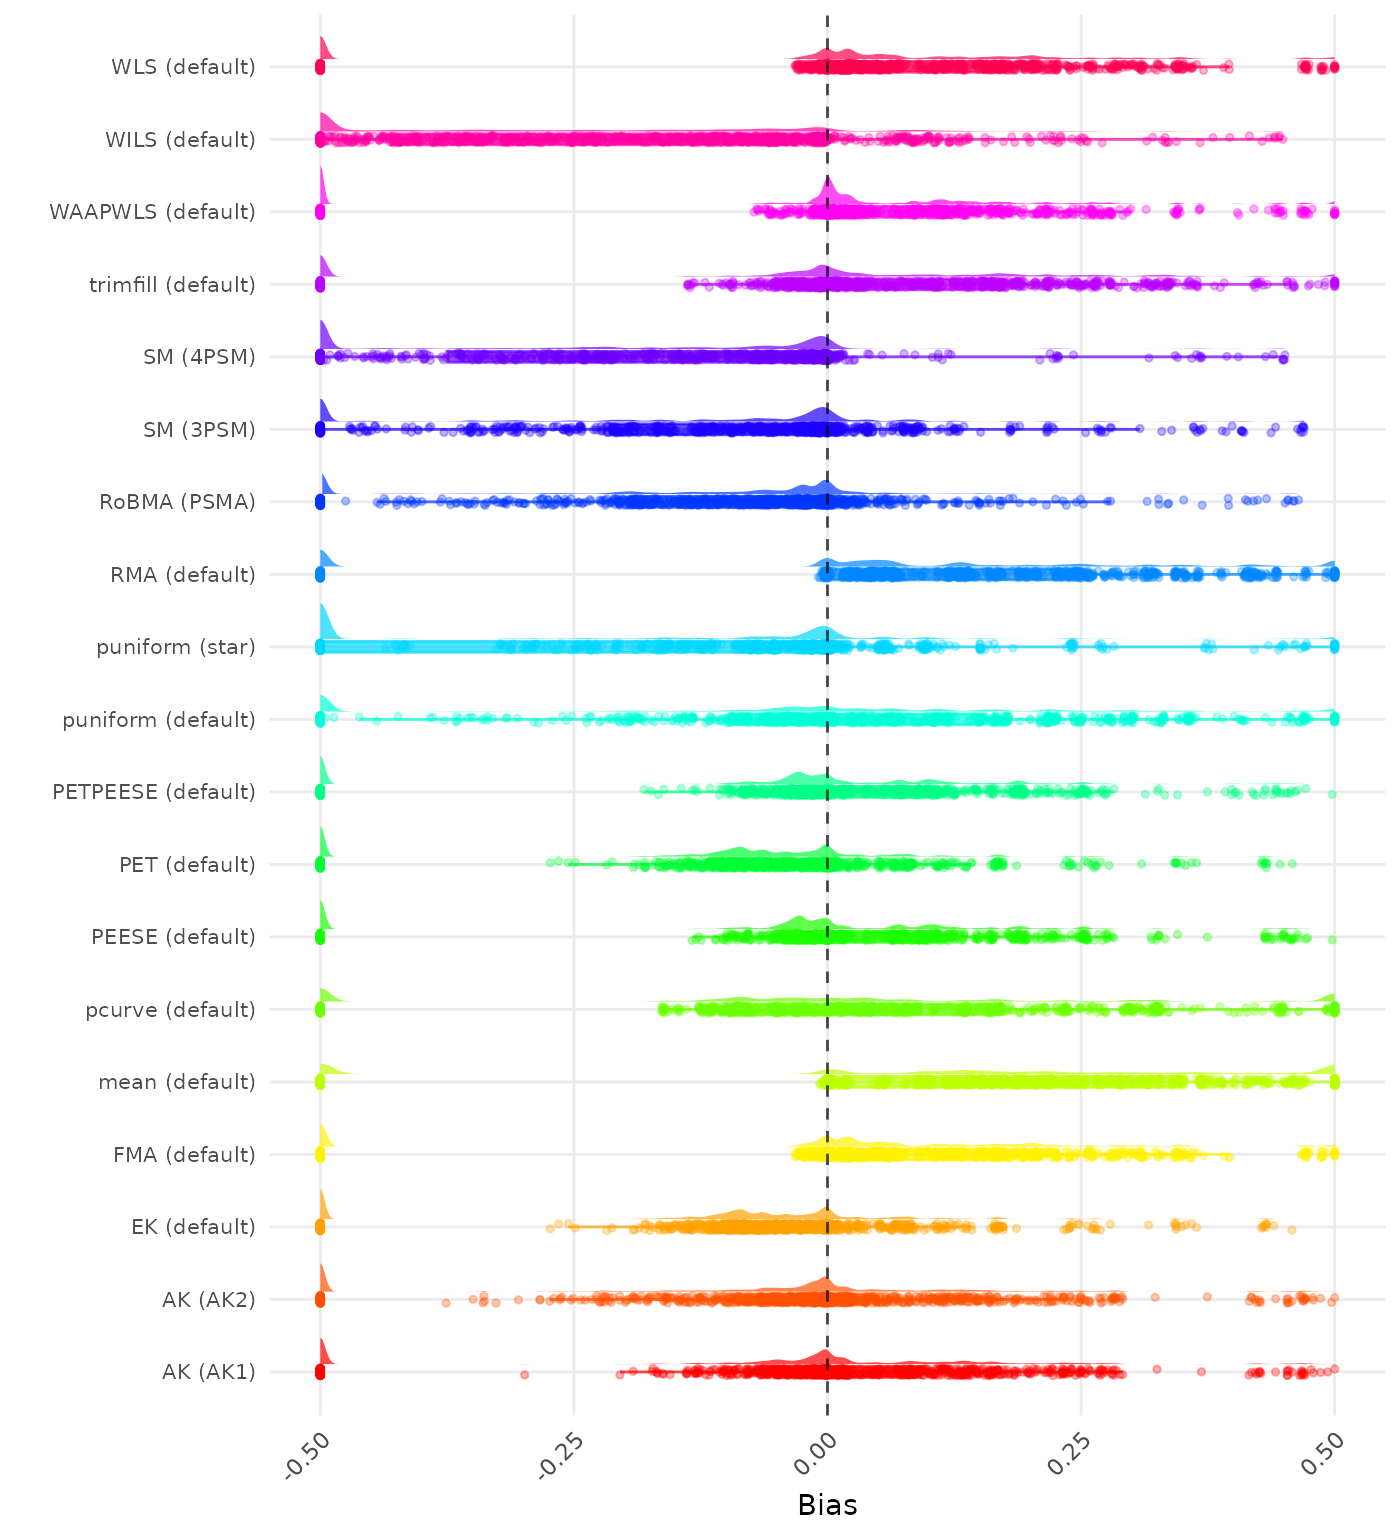 WLS (default)
WILS (default)
WAAPWLS (default)
trimfill (default)
SM (4PSM)
SM (3PSM)
RoBMA (PSMA)
RMA (default)
puniform (star)
puniform (default)
PETPEESE (default)
PET (default)
PEESE (default)
pcurve (default)
mean (default)
FMA (default)
EK (default)
AK (AK2)
AK (AK1)
-0.50
-0.25
0.00
0.25
0.50
Bias